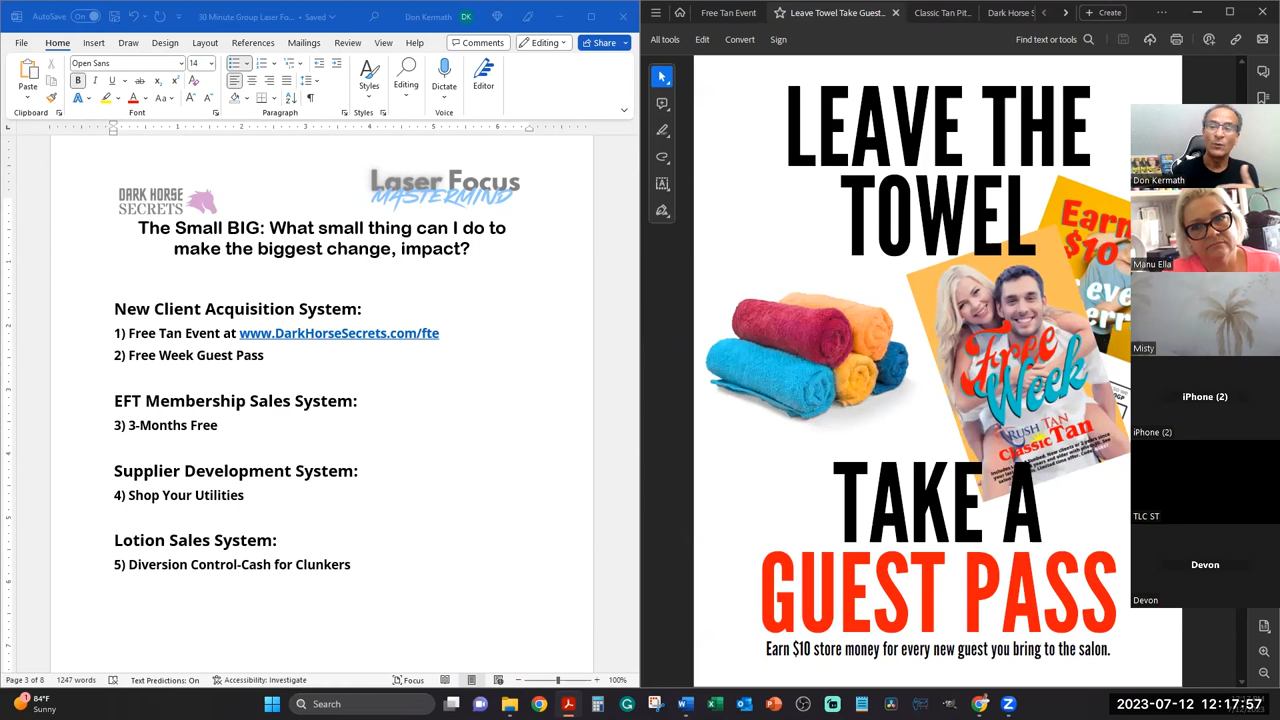 AutoSave
On
30 Minute Group Laser Fo... • Saved
Don Kermath
DK
File
Home
Insert
Draw
Design
Layout
References
Mailings
Review
View
Help
Comments
Editing
Share
Open Sans
14
Paste
Styles
Editing
Dictate
Editor
Clipboard
Font
Paragraph
Styles
Voice
DARK HORSE
SECRETS
Laser Focus
MASTERMIND
The Small BIG: What small thing can I do to
make the biggest change, impact?
New Client Acquisition System:
1) Free Tan Event at www.DarkHorseSecrets.com/fte
2) Free Week Guest Pass
EFT Membership Sales System:
3) 3-Months Free
Supplier Development System:
4) Shop Your Utilities
Lotion Sales System:
5) Diversion Control-Cash for Clunkers
Page 3 of 8
1247 words
Text Predictions: On
Accessibility: Investigate
Focus
100%
Free Tan Event
Leave Towel Take Guest...
Classic Tan Pit...
Dark Horse S
Create
All tools
Edit
Convert
Sign
Find text or tools
LEAVE THE
TOWEL
Earn
$10
Free
Week
CRUSH TAN
Classic Tan
TAKE A
GUEST PASS
Earn $10 store money for every new guest you bring to the salon.
Don Kermath
Manu Ella
Misty
iPhone (2)
iPhone (2)
TLC ST
Devon
Devon
84°F
Sunny
Search
2023-07-12 12:17:57